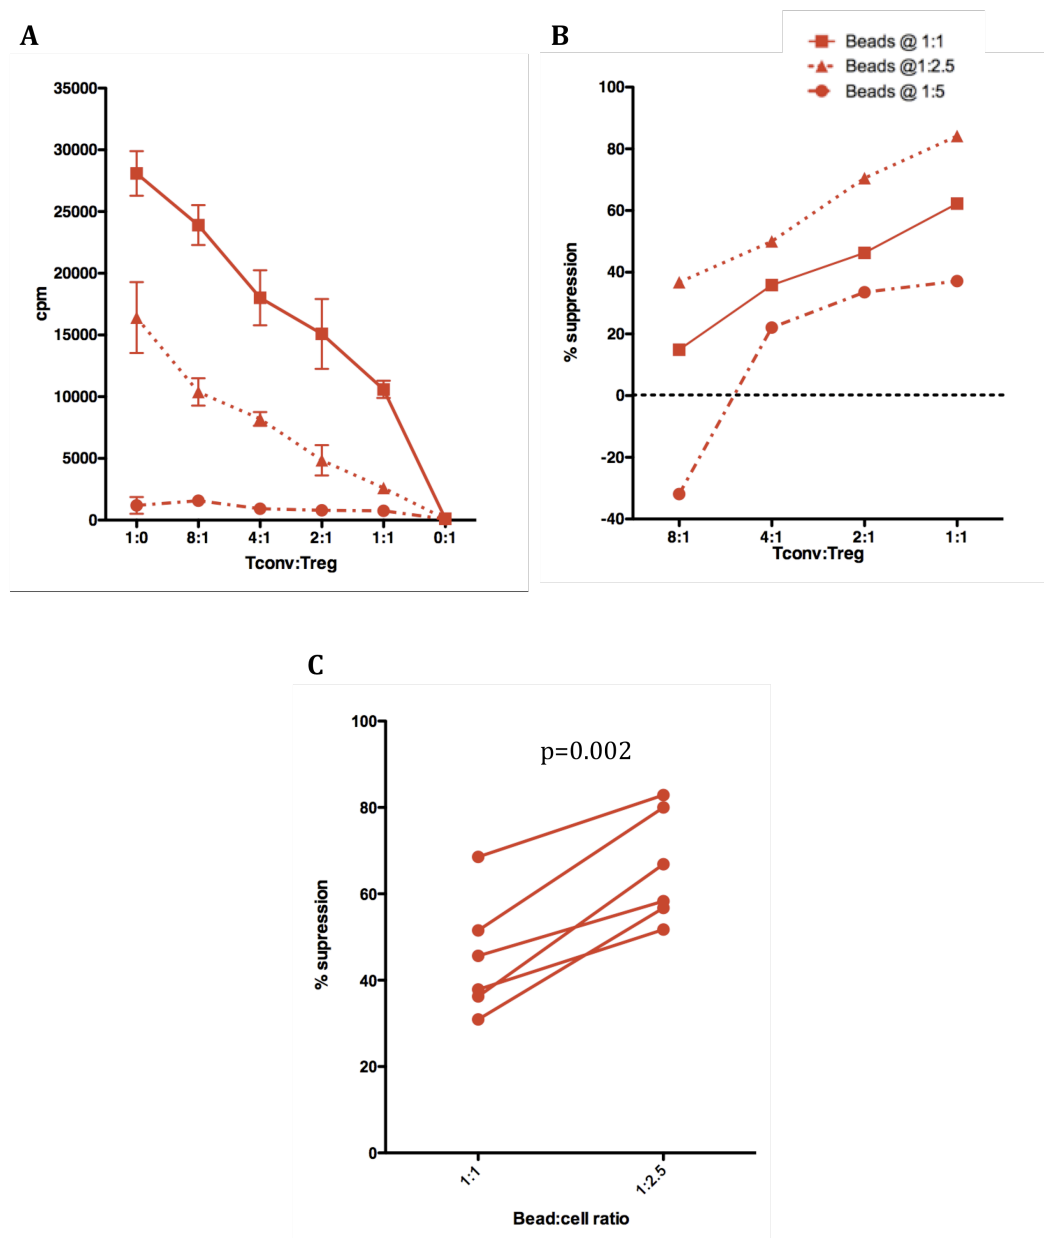 A
35000
30000
25000
20000
15000
10000
5000
0
cpm
1:0 8:1 4:1 2:1 1:1 0:1
Tconv:Treg
B
Beads @ 1:1
Beads @1:2.5
Beads @ 1:5
100
80
60
40
20
0
-20
-40
% suppression
8:1 4:1 2:1 1:1
Tconv:Treg
C
p=0.002
100
80
60
40
20
0
% supression
1:1 1:2.5
Bead:cell ratio